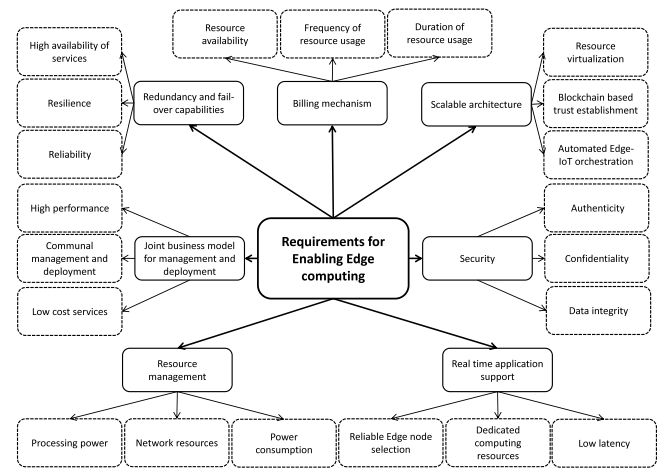 Resource
availability
Frequency of
resource usage
Duration of
resource usage
High availability of
services
Resilience
Reliability
Redundancy and fail-
over capabilities
Billing mechanism
Scalable architecture
Resource
virtualization
Blockchain based
trust establishment
Automated Edge-
IoT orchestration
High performance
Communal
management and
deployment
Low cost services
Joint business model
for management and
deployment
Requirements for
Enabling Edge
computing
Security
Authenticity
Confidentiality
Data integrity
Resource
management
Real time application
support
Processing power
Network resources
Power
consumption
Reliable Edge node
selection
Dedicated
computing
resources
Low latency